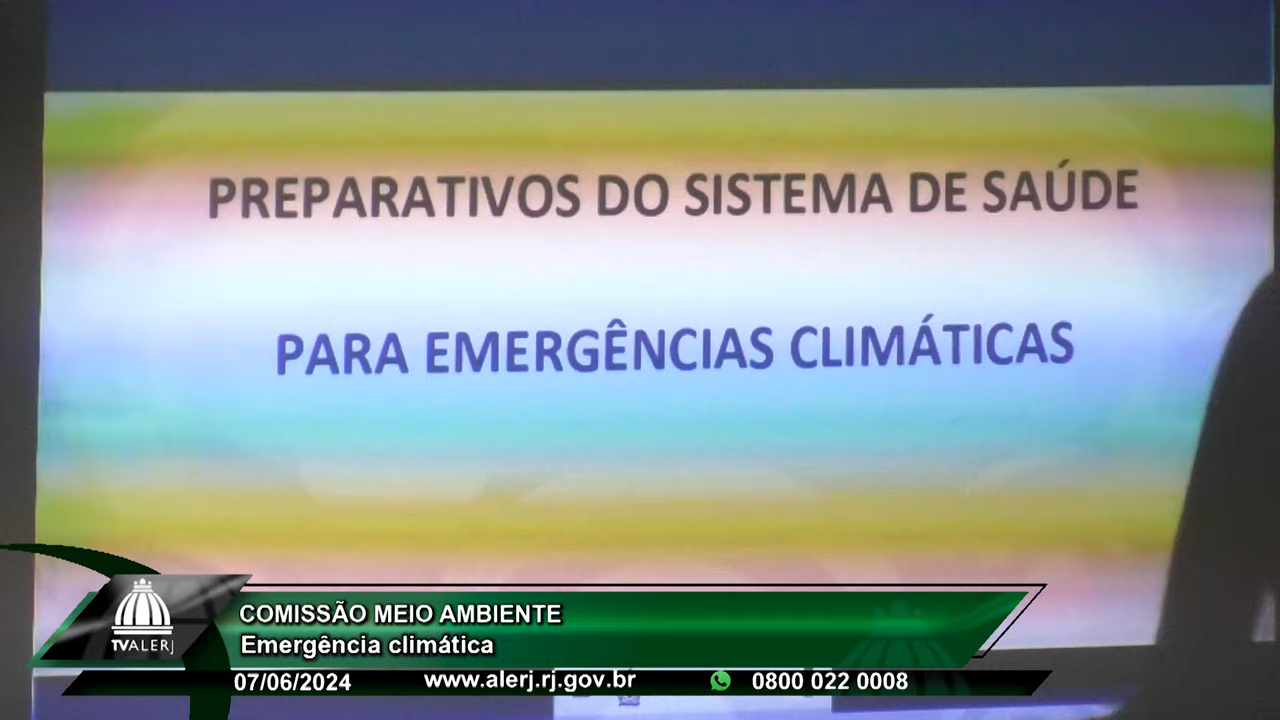 PREPARATIVOS DO SISTEMA DE SAÚDE
PARA EMERGÊNCIAS CLIMÁTICAS
COMISSÃO MEIO AMBIENTE
Emergência climática
TVALERJ
07/06/2024 www.alerj.rj.gov.br 0800 022 0008